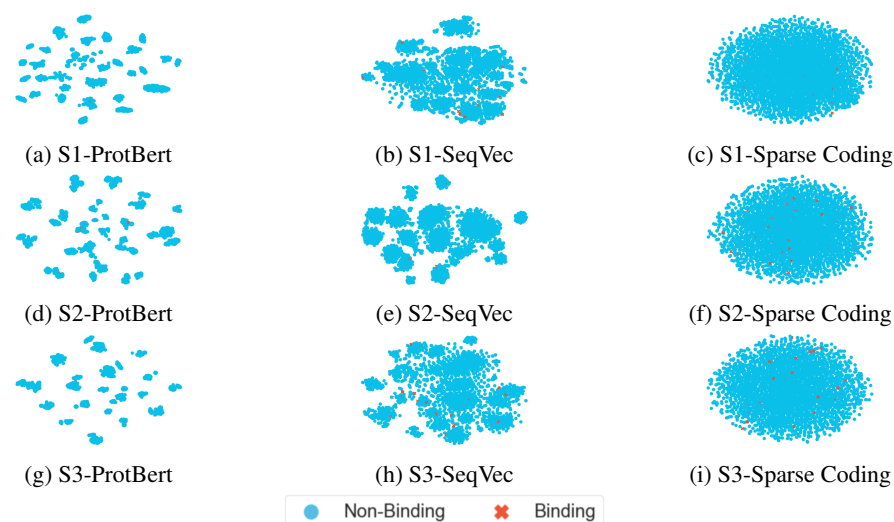 (a) S1-ProtBert
(b) S1-SeqVec
(c) S1-Sparse Coding
(d) S2-ProtBert
(e) S2-SeqVec
(f) S2-Sparse Coding
(g) S3-ProtBert
(h) S3-SeqVec
(i) S3-Sparse Coding
Non-Binding
Binding